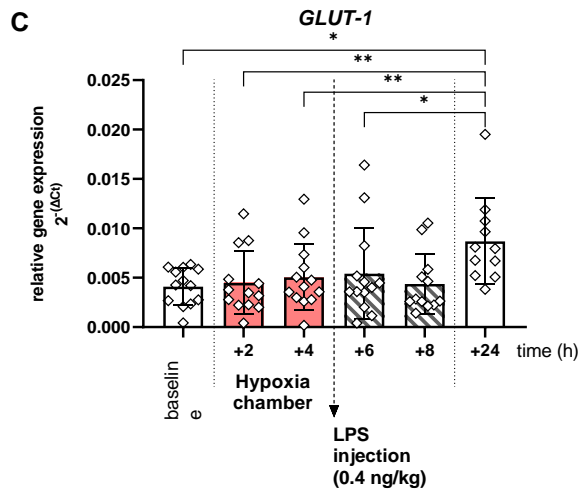 C
GLUT-1
*
**
**
*
relative gene expression
2-(ΔCt)
0.025
0.020
0.015
0.010
0.005
0.000
baselin
e
+2
+4
+6
+8
+24
time (h)
Hypoxia
chamber
LPS
injection
(0.4 ng/kg)